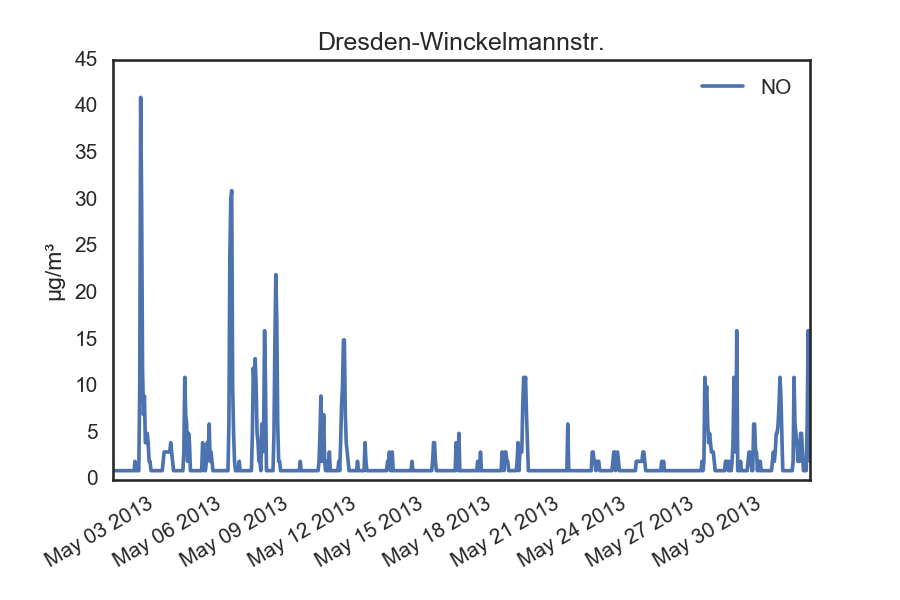 Dresden-Winckelmannstr.
NO
µg/m³
45
40
35
30
25
20
15
10
5
0
May 03 2013
May 06 2013
May 09 2013
May 12 2013
May 15 2013
May 18 2013
May 21 2013
May 24 2013
May 27 2013
May 30 2013